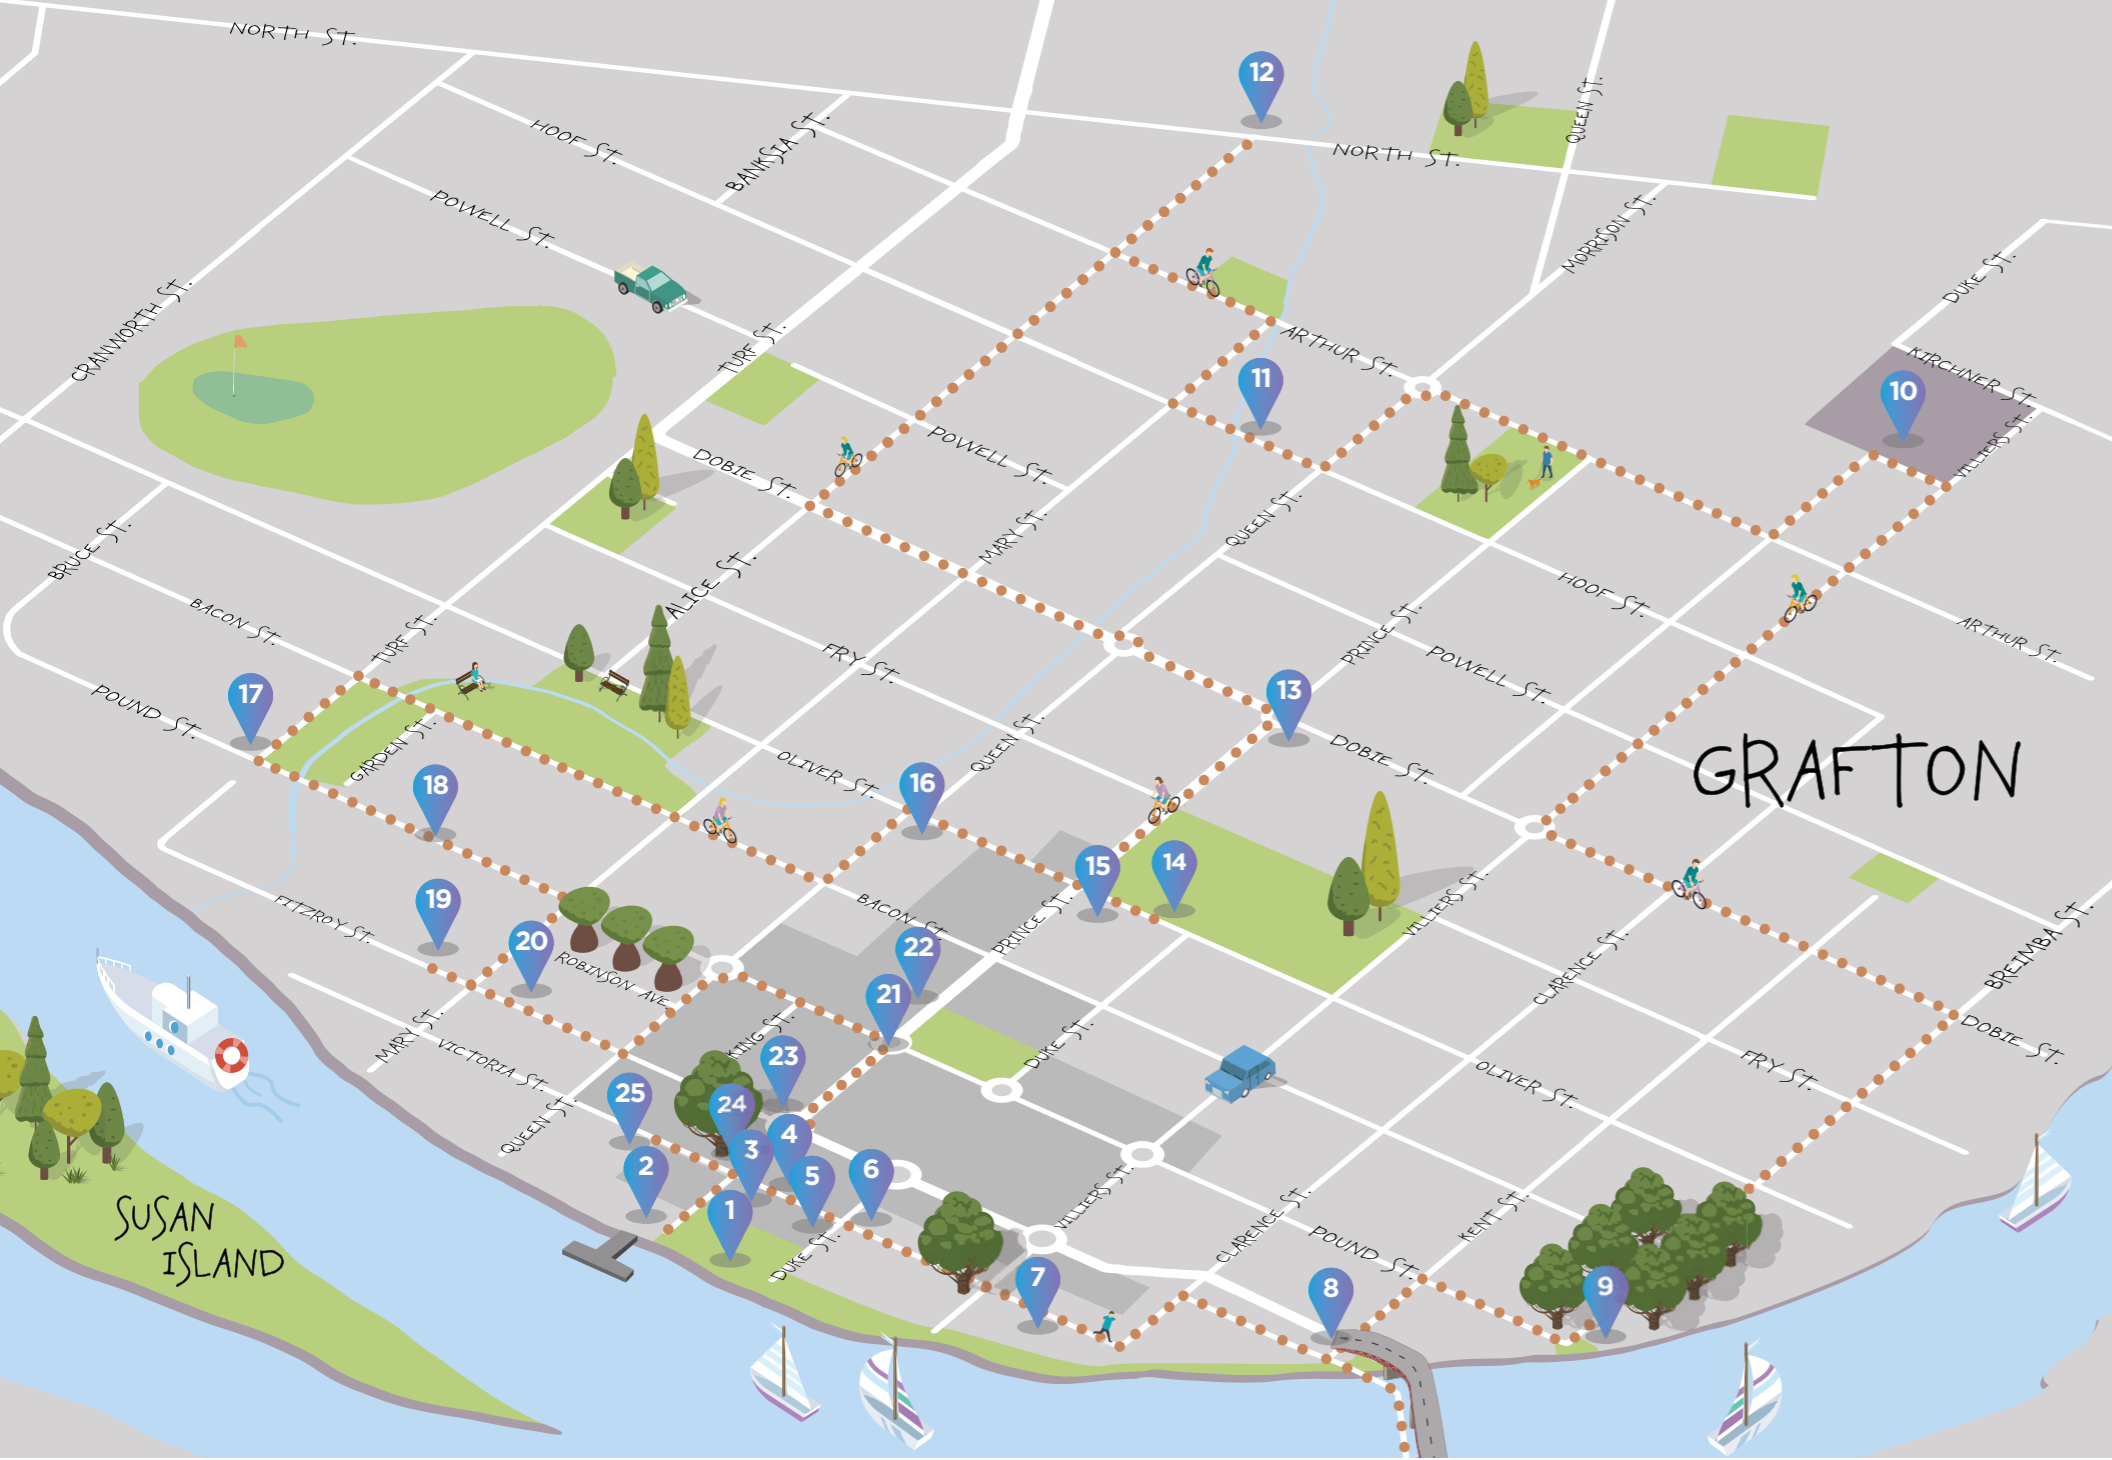 NORTH ST.
12
QUEEN ST.
HOOF ST.
BANKSIA ST.
NORTH ST.
POWELL ST.
MORRISON ST.
DUKE ST.
CRANWORTH ST.
TURF ST.
ARTHUR ST.
11
KIRCHNER ST.
10
VILLIERS ST.
DOBIE ST.
POWELL ST.
QUEEN ST.
MARY ST.
BRUCE ST.
ALICE ST.
HOOF ST.
BACON ST.
TURF ST.
FRY ST.
PRINCE ST.
POWELL ST.
ARTHUR ST.
17
POUND ST.
13
GARDEN ST.
QUEEN ST.
DOBIE ST.
GRAFTON
18
OLIVER ST.
16
15
14
19
FITZROY ST.
BACON ST.
PRINCE ST.
VILLIERS ST.
20
ROBINSON AVE.
22
CLARENCE ST.
BREIMBA ST.
21
MARY ST.
VICTORIA ST.
KING ST.
23
DUKE ST.
OLIVER ST.
FRY ST.
DOBIE ST.
25
24
QUEEN ST.
3
4
2
5
6
1
DUKE ST.
VILLIERS ST.
CLARENCE ST.
KENT ST.
POUND ST.
SUSAN
ISLAND
7
8
9